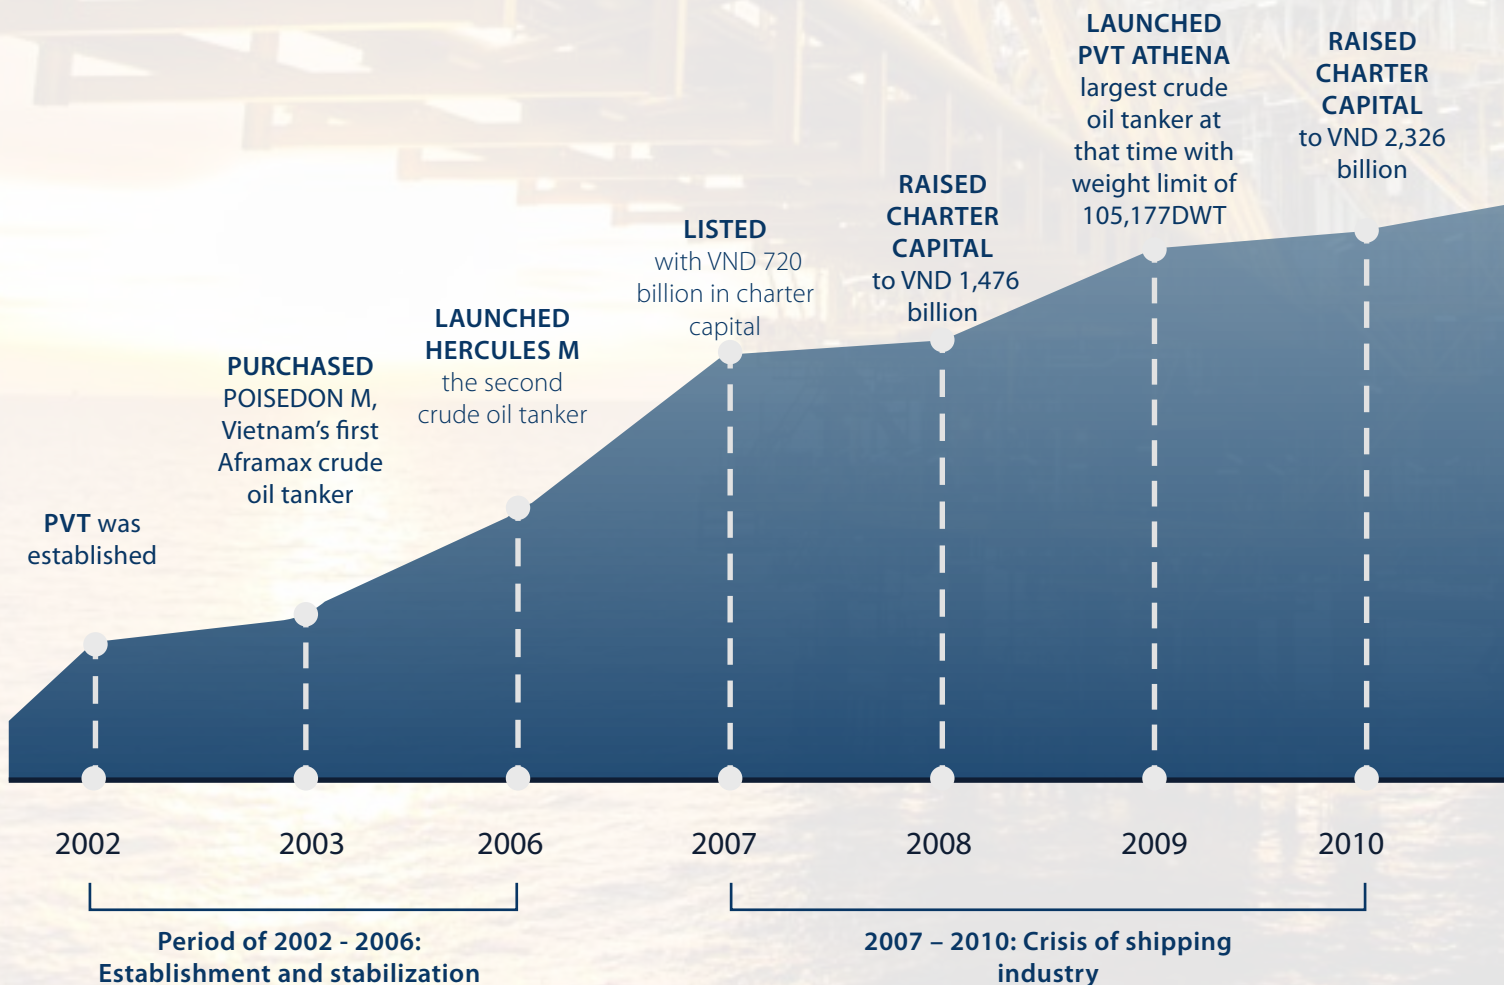 PVT was
established
PURCHASED
POISEDON M,
Vietnam's first
Aframax crude
oil tanker
LAUNCHED
HERCULES M
the second
crude oil tanker
LISTED
with VND 720
billion in charter
capital
RAISED
CHARTER
CAPITAL
to VND 1,476
billion
LAUNCHED
PVT ATHENA
largest crude
oil tanker at
that time with
weight limit of
105,177DWT
RAISED
CHARTER
CAPITAL
to VND 2,326
billion
2002
2003
2006
2007
2008
2009
2010
Period of 2002 - 2006:
Establishment and stabilization
2007 – 2010: Crisis of shipping
industry